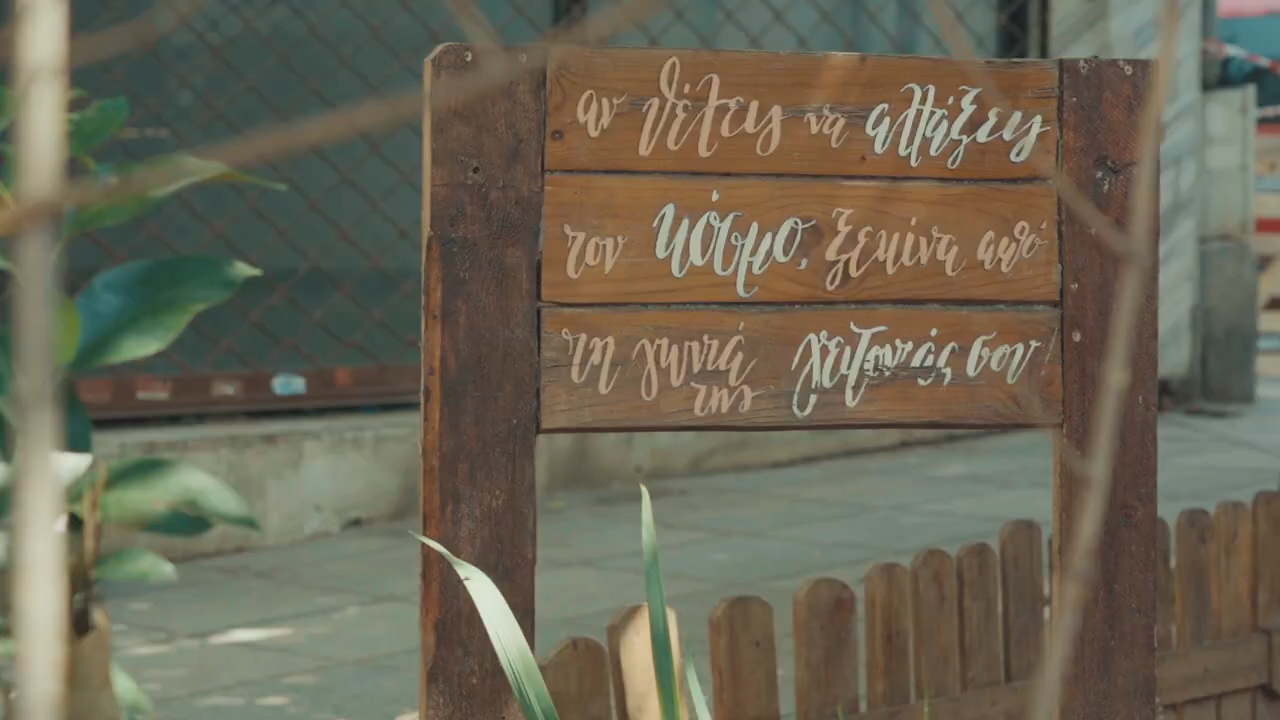 αν θέλεις να αλλάξεις
τον κόσμο, ξεκίνα από
τη γωνιά της γειτονιάς σου